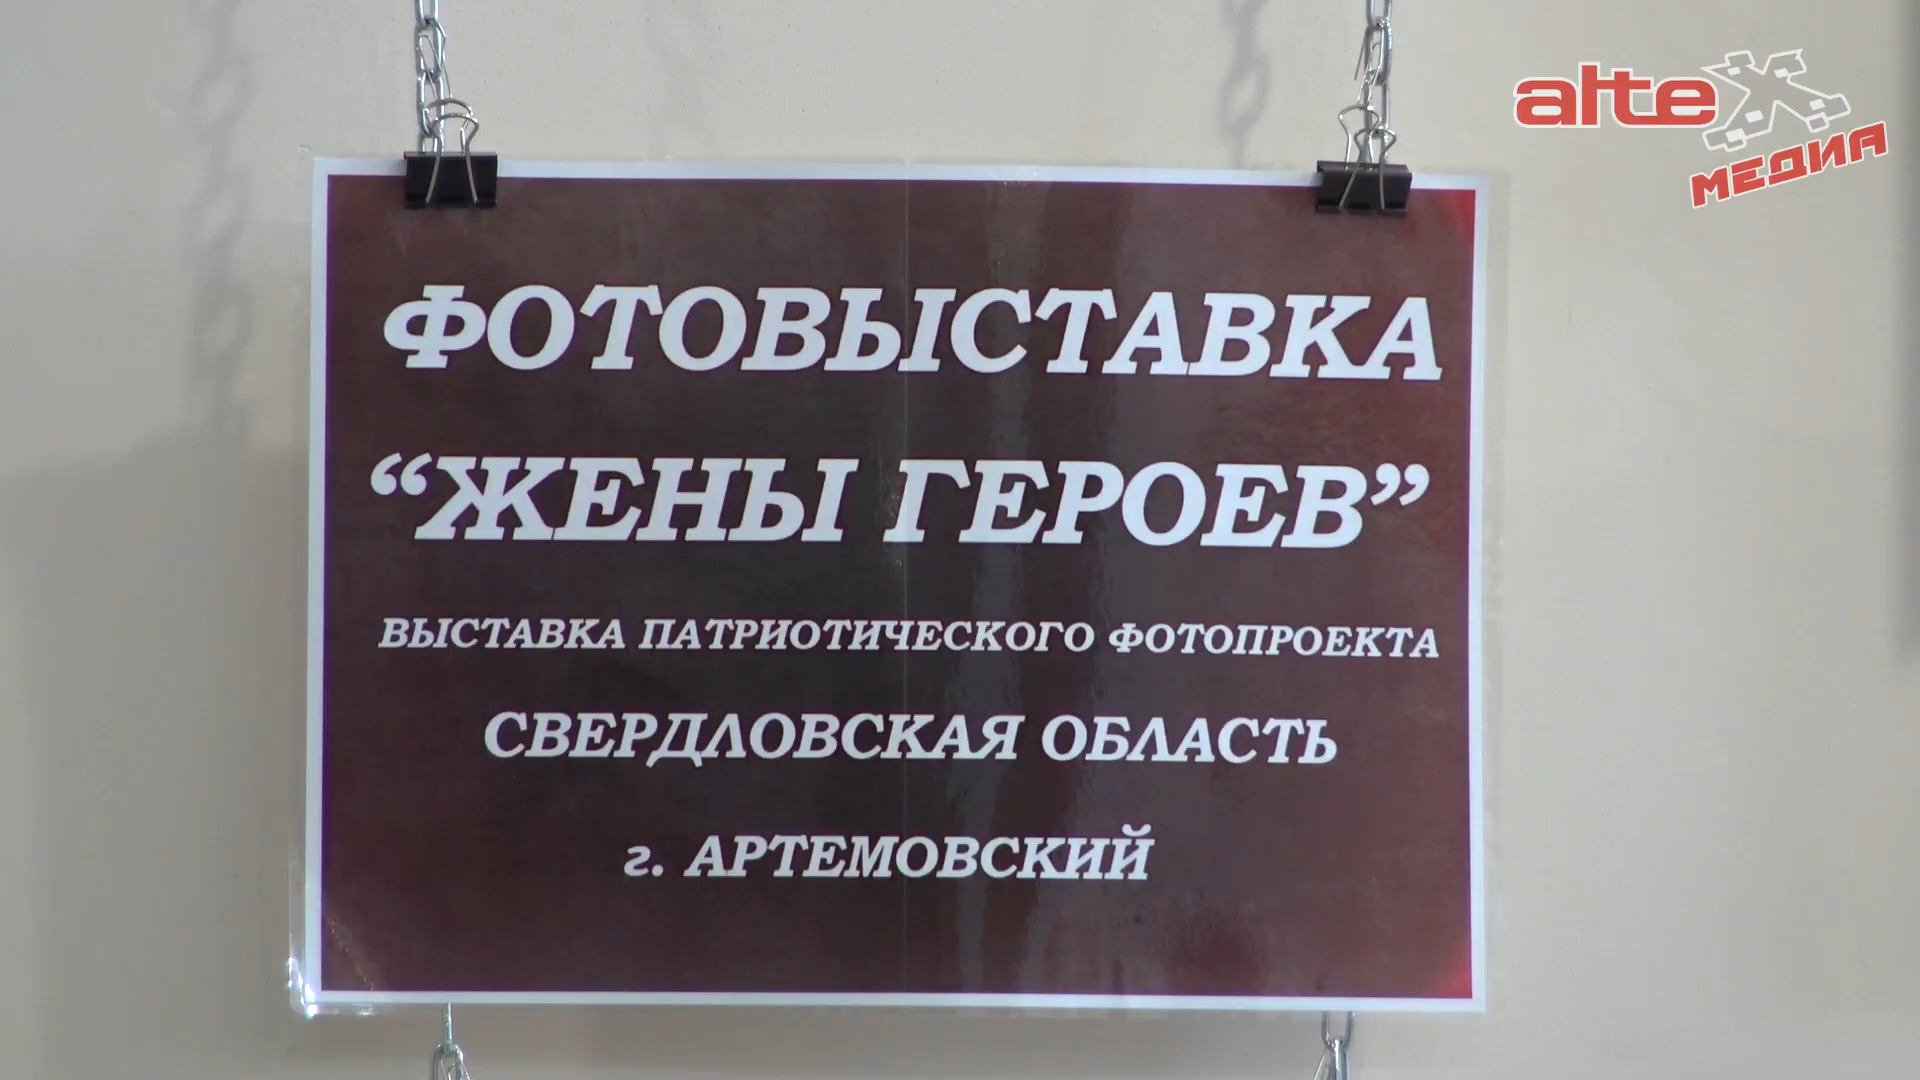 alteX
МЕДИА
ФОТОВЫСТАВКА
“ЖЕНЫ ГЕРОЕВ”
ВЫСТАВКА ПАТРИОТИЧЕСКОГО ФОТОПРОЕКТА
СВЕРДЛОВСКАЯ ОБЛАСТЬ
г. АРТЕМОВСКИЙ